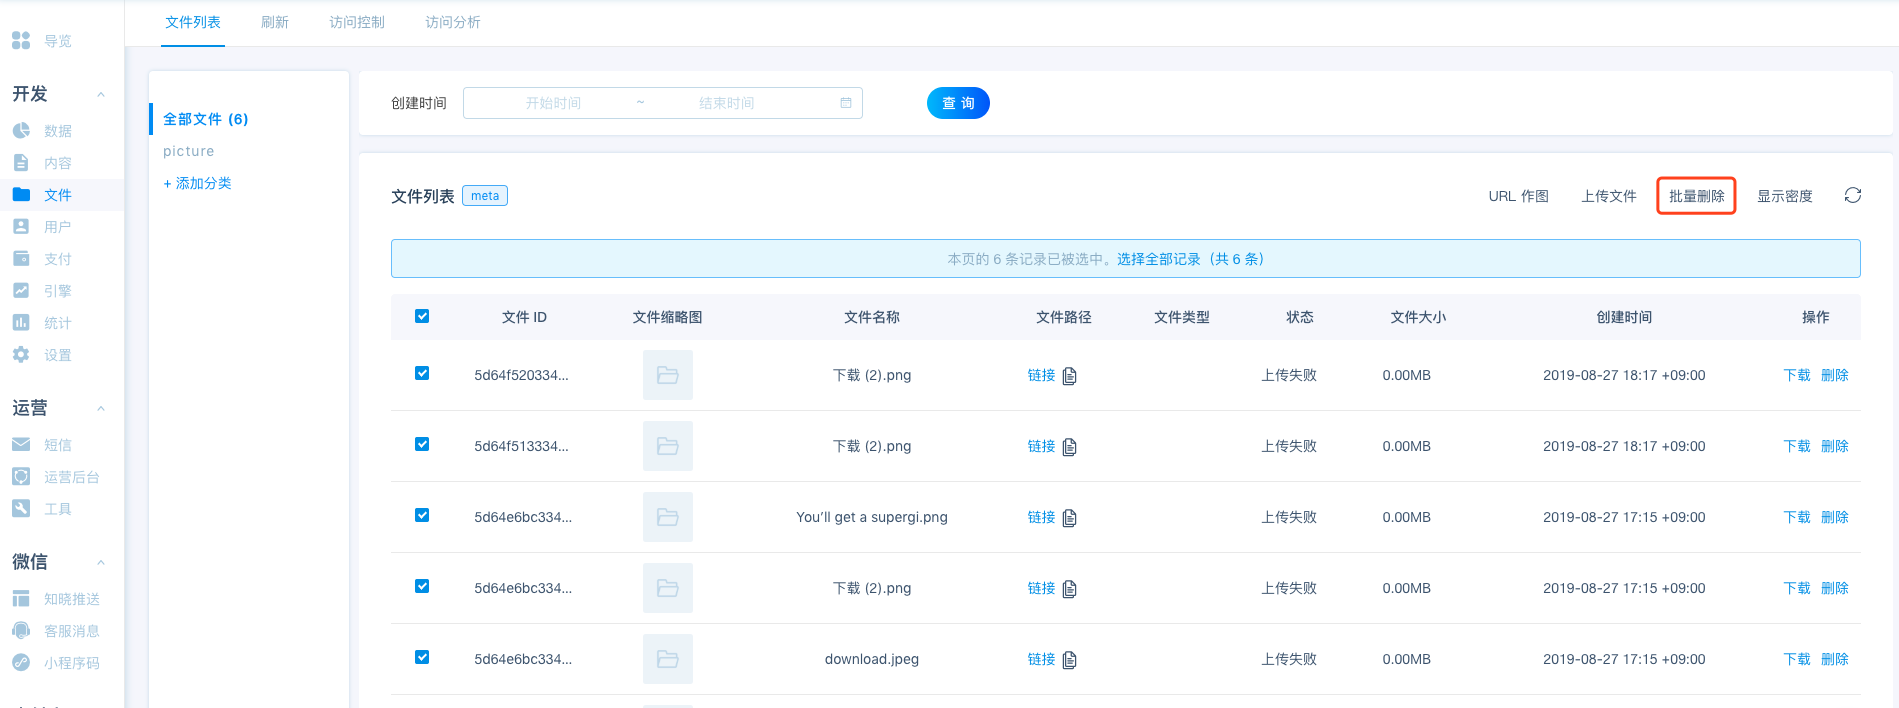 文件列表 刷新 访问控制 访问分析
导览
开发
数据
内容
文件
用户
支付
引擎
统计
设置
运营
短信
运营后台
工具
微信
知晓推送
客服消息
小程序码
全部文件 (6)
picture
+ 添加分类
创建时间 开始时间 ~ 结束时间 查 询
文件列表 meta URL 作图 上传文件 批量删除 显示密度
本页的 6 条记录已被选中。选择全部记录（共 6 条）
文件 ID 文件缩略图 文件名称 文件路径 文件类型 状态 文件大小 创建时间 操作
5d64f520334... 下载 (2).png 链接 上传失败 0.00MB 2019-08-27 18:17 +09:00 下载 删除
5d64f513334... 下载 (2).png 链接 上传失败 0.00MB 2019-08-27 18:17 +09:00 下载 删除
5d64e6bc334... You'll get a supergi.png 链接 上传失败 0.00MB 2019-08-27 17:15 +09:00 下载 删除
5d64e6bc334... 下载 (2).png 链接 上传失败 0.00MB 2019-08-27 17:15 +09:00 下载 删除
5d64e6bc334... download.jpeg 链接 上传失败 0.00MB 2019-08-27 17:15 +09:00 下载 删除